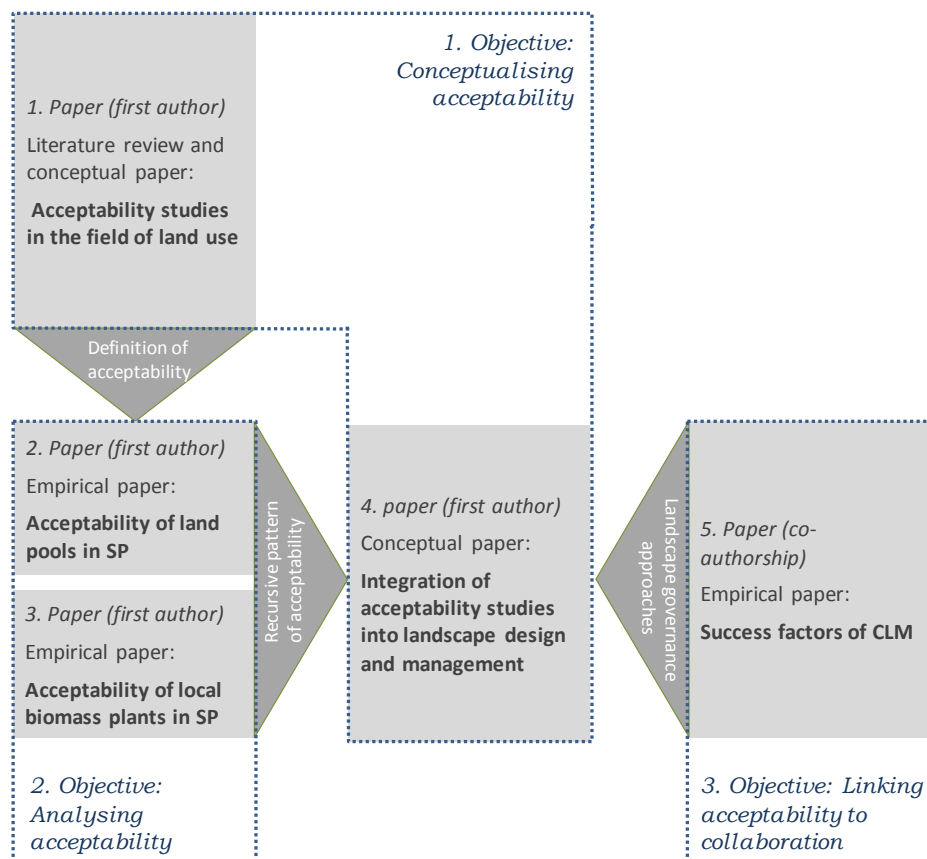 1. Objective:
Conceptualising
acceptability
1. Paper (first author)
Literature review and
conceptual paper:
Acceptability studies
in the field of land use
Definition of
acceptability
2. Paper (first author)
Empirical paper:
Acceptability of land
pools in SP
3. Paper (first author)
Empirical paper:
Acceptability of local
biomass plants in SP
Recursive pattern
of acceptability
4. paper (first author)
Conceptual paper:
Integration of
acceptability studies
into landscape design
and management
Landscape governance
approaches
5. Paper (co-
authorship)
Empirical paper:
Success factors of CLM
2. Objective:
Analysing
acceptability
3. Objective: Linking
acceptability to
collaboration